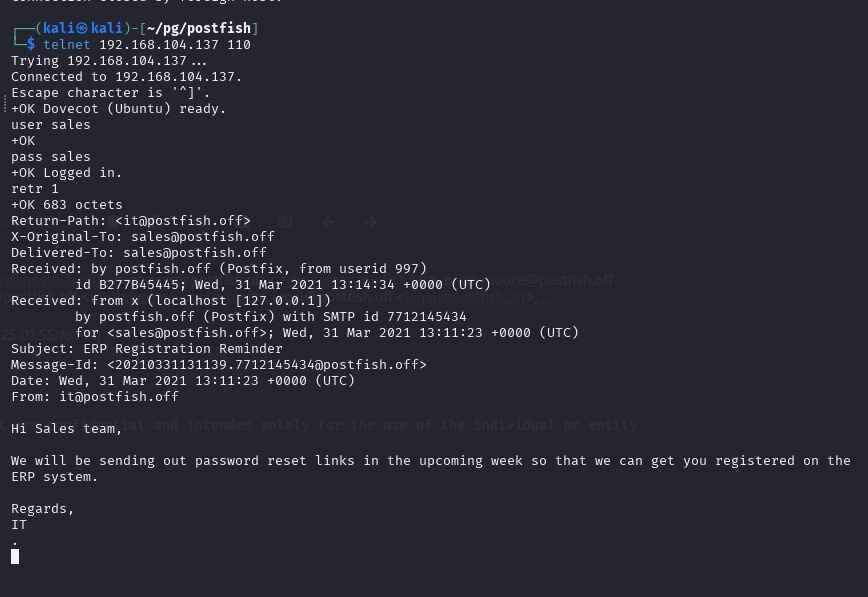 ┌──(kali㉿kali)-[~/pg/postfish]
└─$ telnet 192.168.104.137 110
Trying 192.168.104.137...
Connected to 192.168.104.137.
Escape character is '^]'.
+OK Dovecot (Ubuntu) ready.
user sales
+OK
pass sales
+OK Logged in.
retr 1
+OK 683 octets
Return-Path: <it@postfish.off>
X-Original-To: sales@postfish.off
Delivered-To: sales@postfish.off
Received: by postfish.off (Postfix, from userid 997)
id B277B45445; Wed, 31 Mar 2021 13:14:34 +0000 (UTC)
Received: from x (localhost [127.0.0.1])
by postfish.off (Postfix) with SMTP id 7712145434
for <sales@postfish.off>; Wed, 31 Mar 2021 13:11:23 +0000 (UTC)
Subject: ERP Registration Reminder
Message-Id: <20210331131139.7712145434@postfish.off>
Date: Wed, 31 Mar 2021 13:11:23 +0000 (UTC)
From: it@postfish.off
Hi Sales team,
We will be sending out password reset links in the upcoming week so that we can get you registered on the
ERP system.
Regards,
IT
.